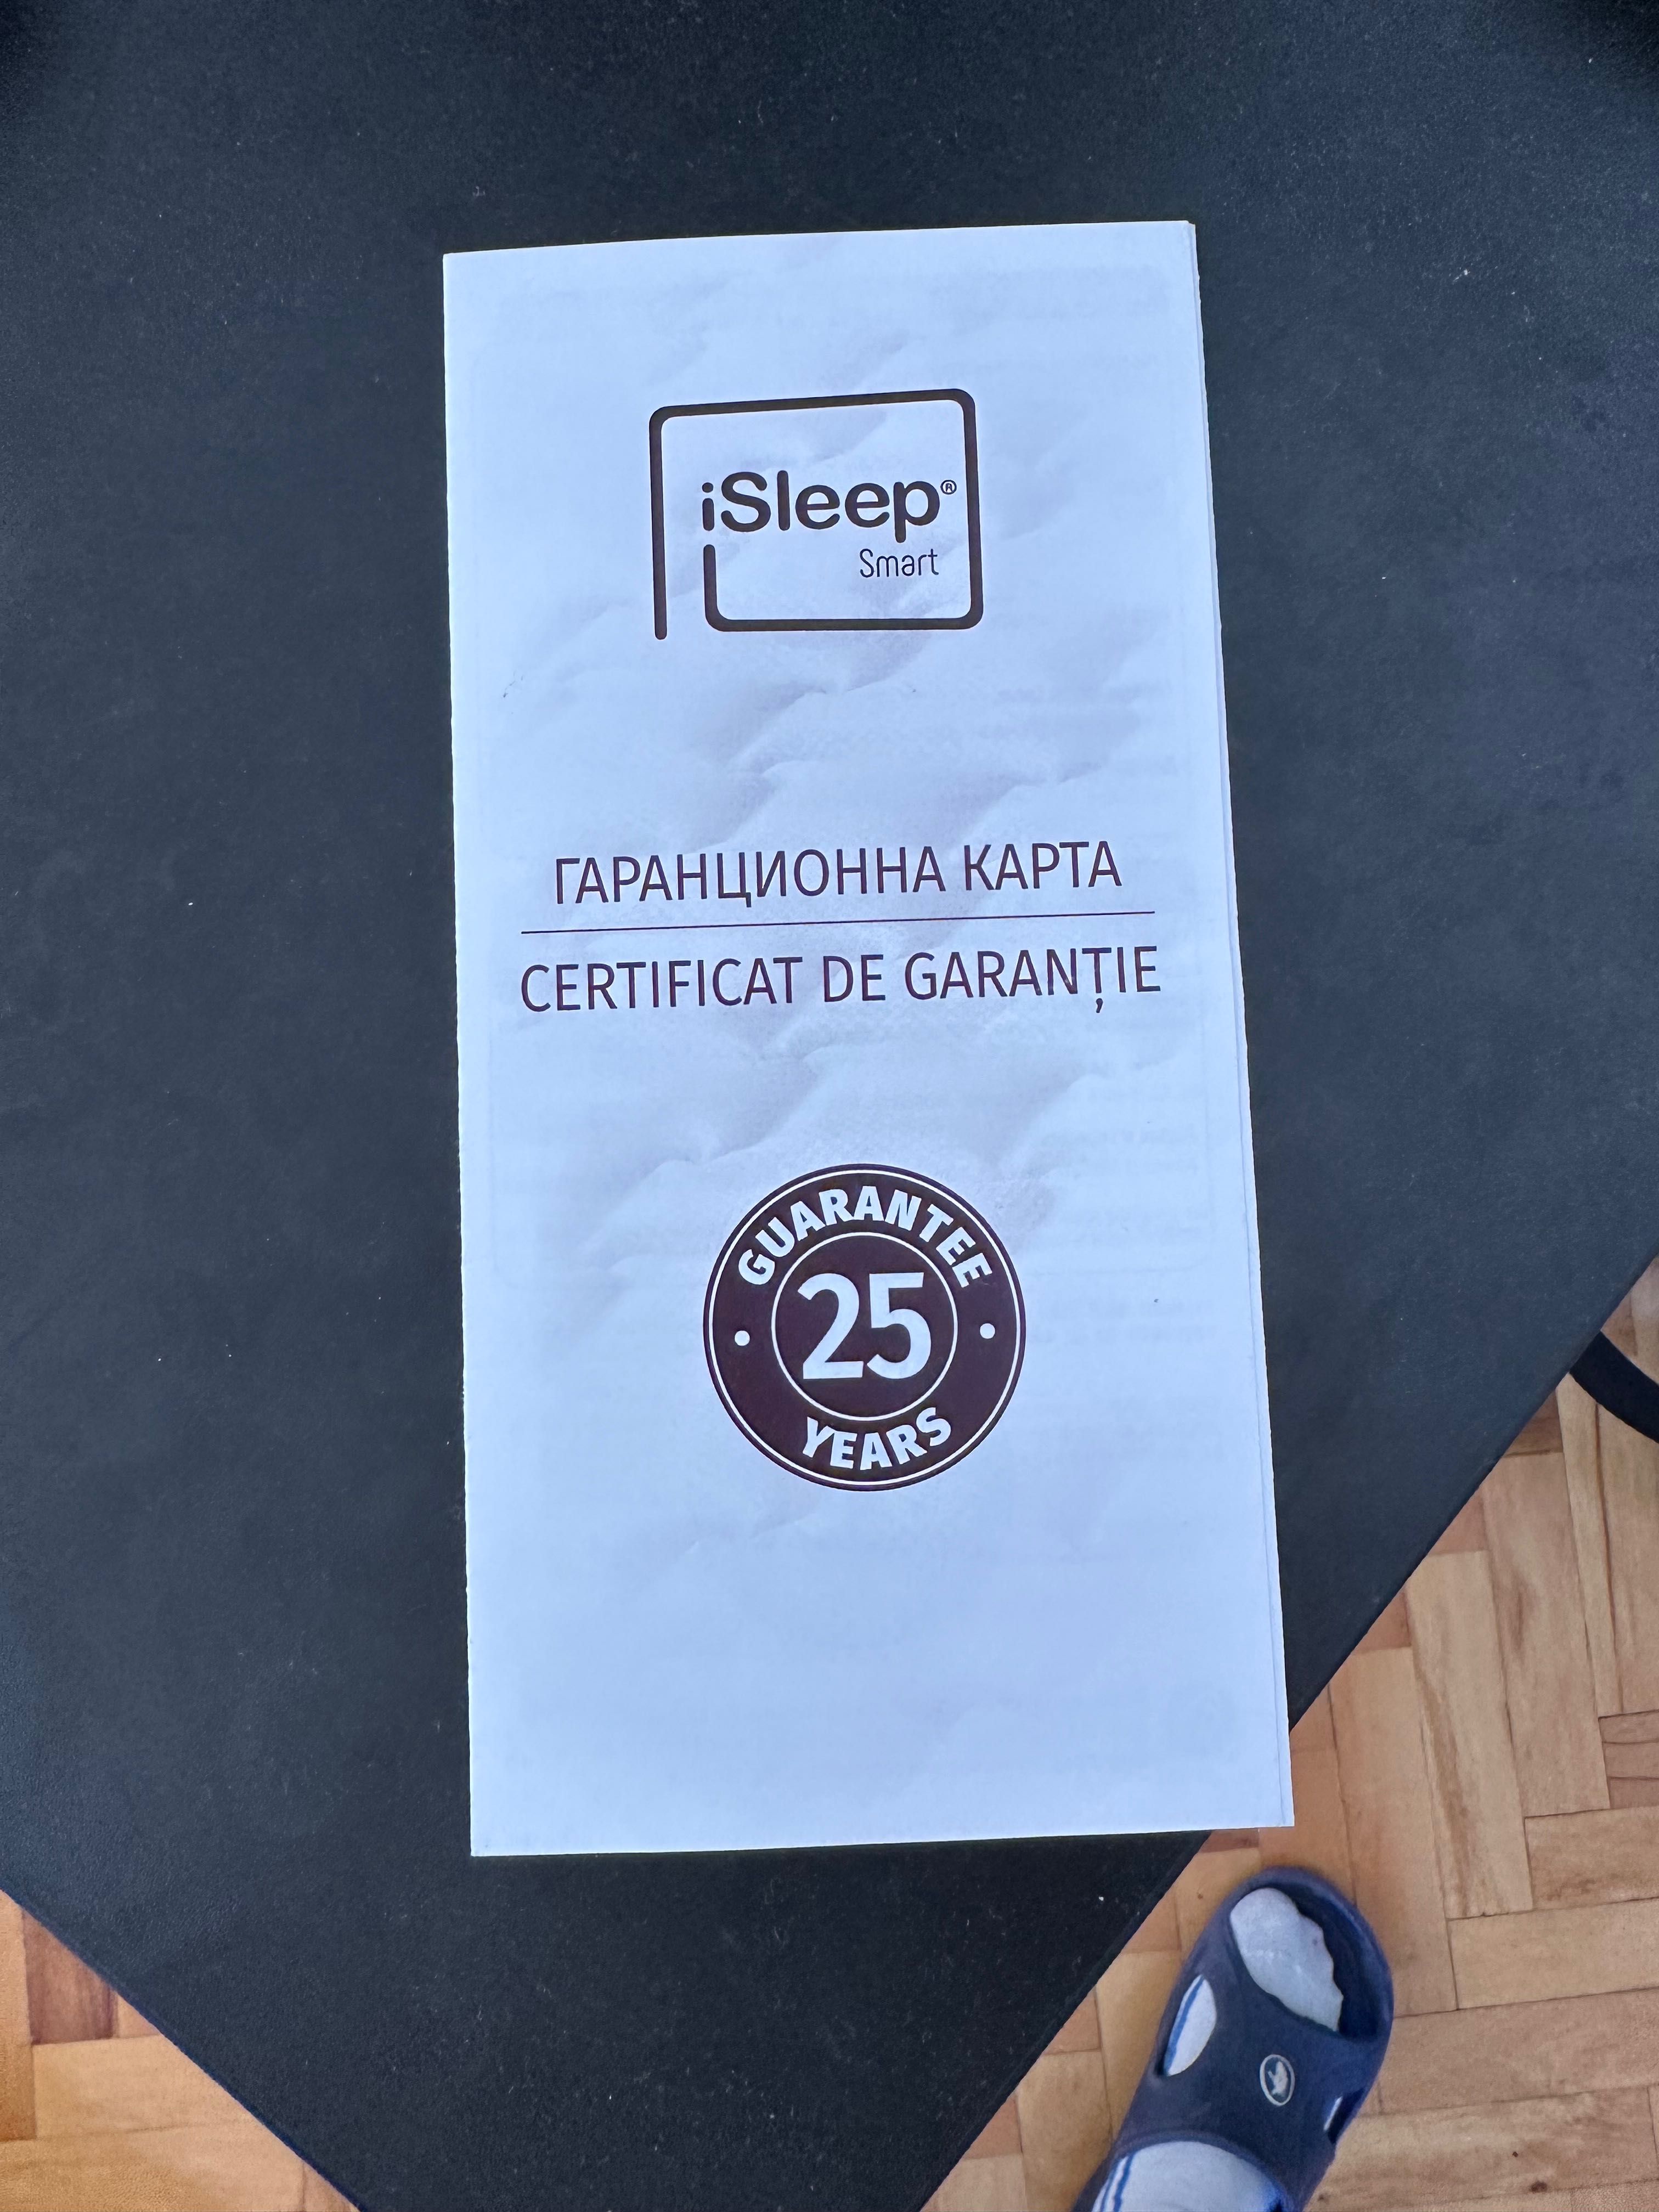 iSleep®
Smart
ГАРАНЦИОННА КАРТА
CERTIFICAT DE GARANȚIE
GUARANTEE
25
YEARS